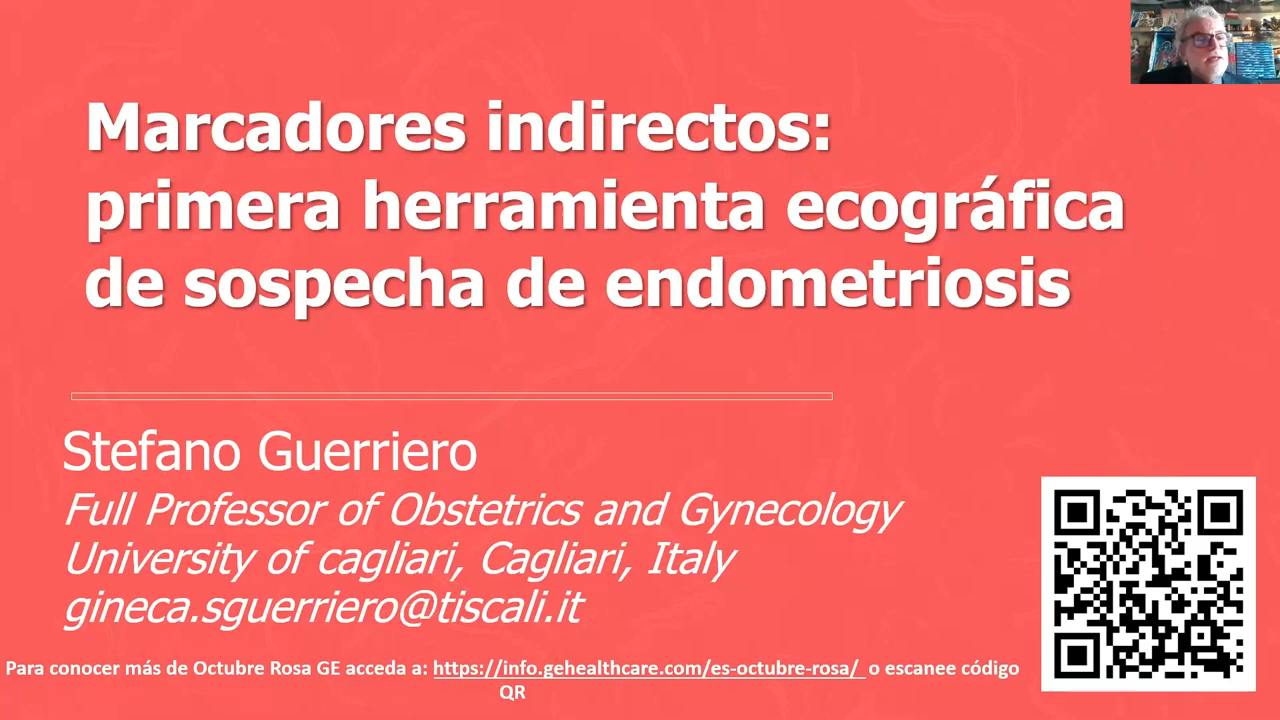 Marcadores indirectos:
primera herramienta ecográfica
de sospecha de endometriosis
Stefano Guerriero
Full Professor of Obstetrics and Gynecology
University of cagliari, Cagliari, Italy
gineca.sguerriero@tiscali.it
Para conocer más de Octubre Rosa GE acceda a: https://info.gehealthcare.com/es-octubre-rosa/ o escanee código
QR